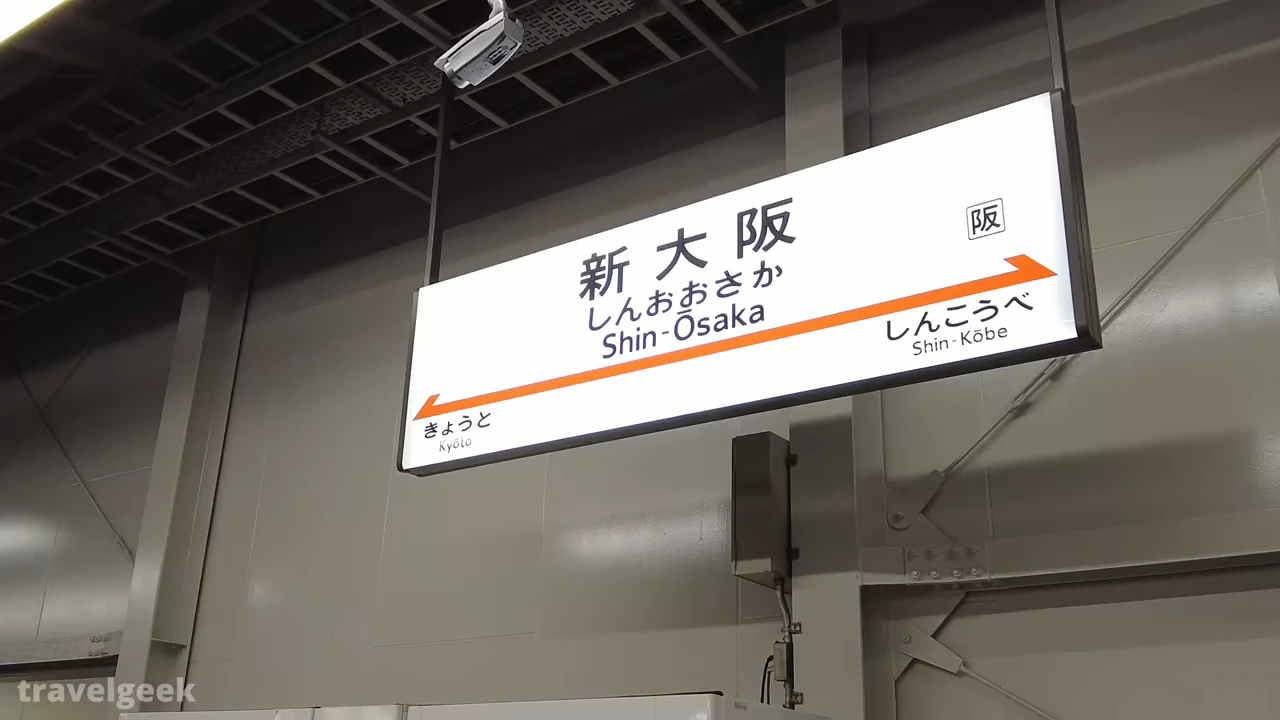 新大阪
しんおおさか
Shin-Ōsaka
阪
きょうと
Kyōto
しんこうべ
Shin-Kōbe
travelgeek